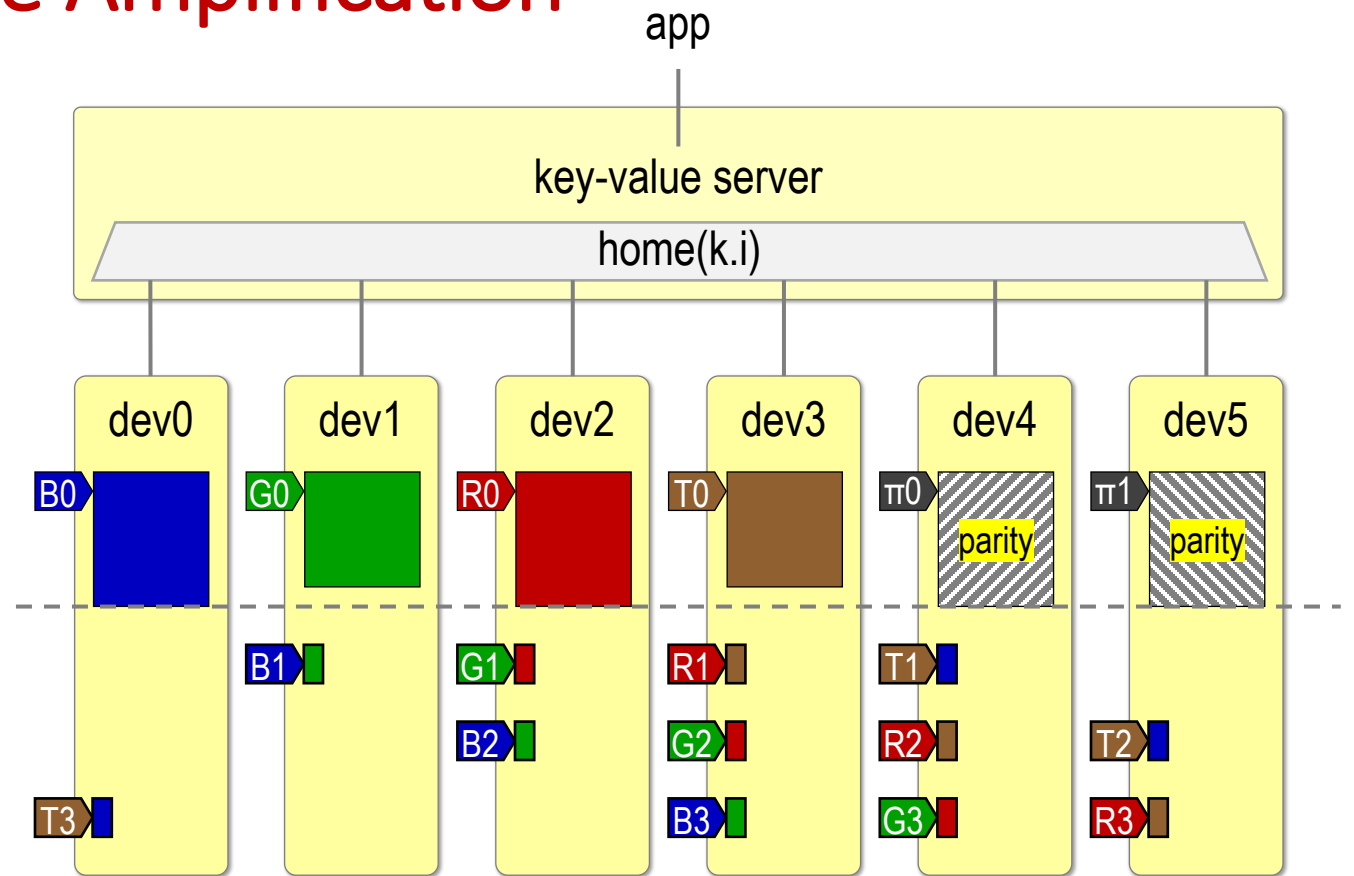 Amplification
app
key-value server
home(k.i)
dev0 dev1 dev2 dev3 dev4 dev5
B0 G0 R0 T0 π0 parity π1 parity
B1 G1 R1 T1
B2 G2 R2 T2
T3 B3 G3 R3